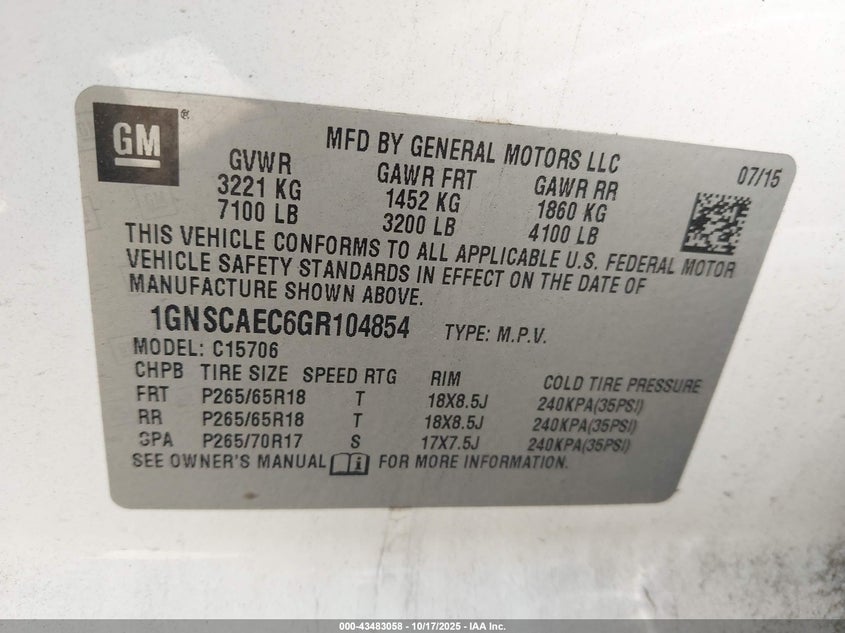 GM ®
MFD BY GENERAL MOTORS LLC
07/15
GVWR GAWR FRT GAWR RR
3221 KG 1452 KG 1860 KG
7100 LB 3200 LB 4100 LB
THIS VEHICLE CONFORMS TO ALL APPLICABLE U.S. FEDERAL MOTOR
VEHICLE SAFETY STANDARDS IN EFFECT ON THE DATE OF
MANUFACTURE SHOWN ABOVE.
1GNSCAEC6GR104854 TYPE: M.P.V.
MODEL: C15706
CHPB TIRE SIZE SPEED RTG RIM COLD TIRE PRESSURE
FRT P265/65R18 T 18X8.5J 240KPA(35PSI)
RR P265/65R18 T 18X8.5J 240KPA(35PSI)
SPA P265/70R17 S 17X7.5J 240KPA(35PSI)
SEE OWNER'S MANUAL FOR MORE INFORMATION.
000-43483058 - 10/17/2025 - IAA Inc.